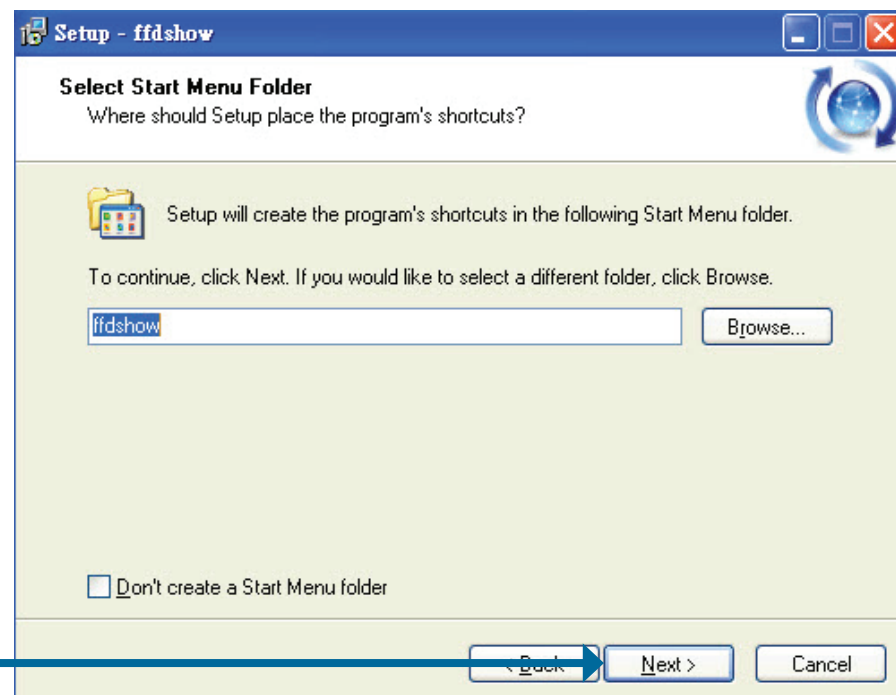 Setup - ffdshow
Select Start Menu Folder
Where should Setup place the program's shortcuts?
Setup will create the program's shortcuts in the following Start Menu folder.
To continue, click Next. If you would like to select a different folder, click Browse.
ffdshow
Browse...
Don't create a Start Menu folder
< Back
Next >
Cancel